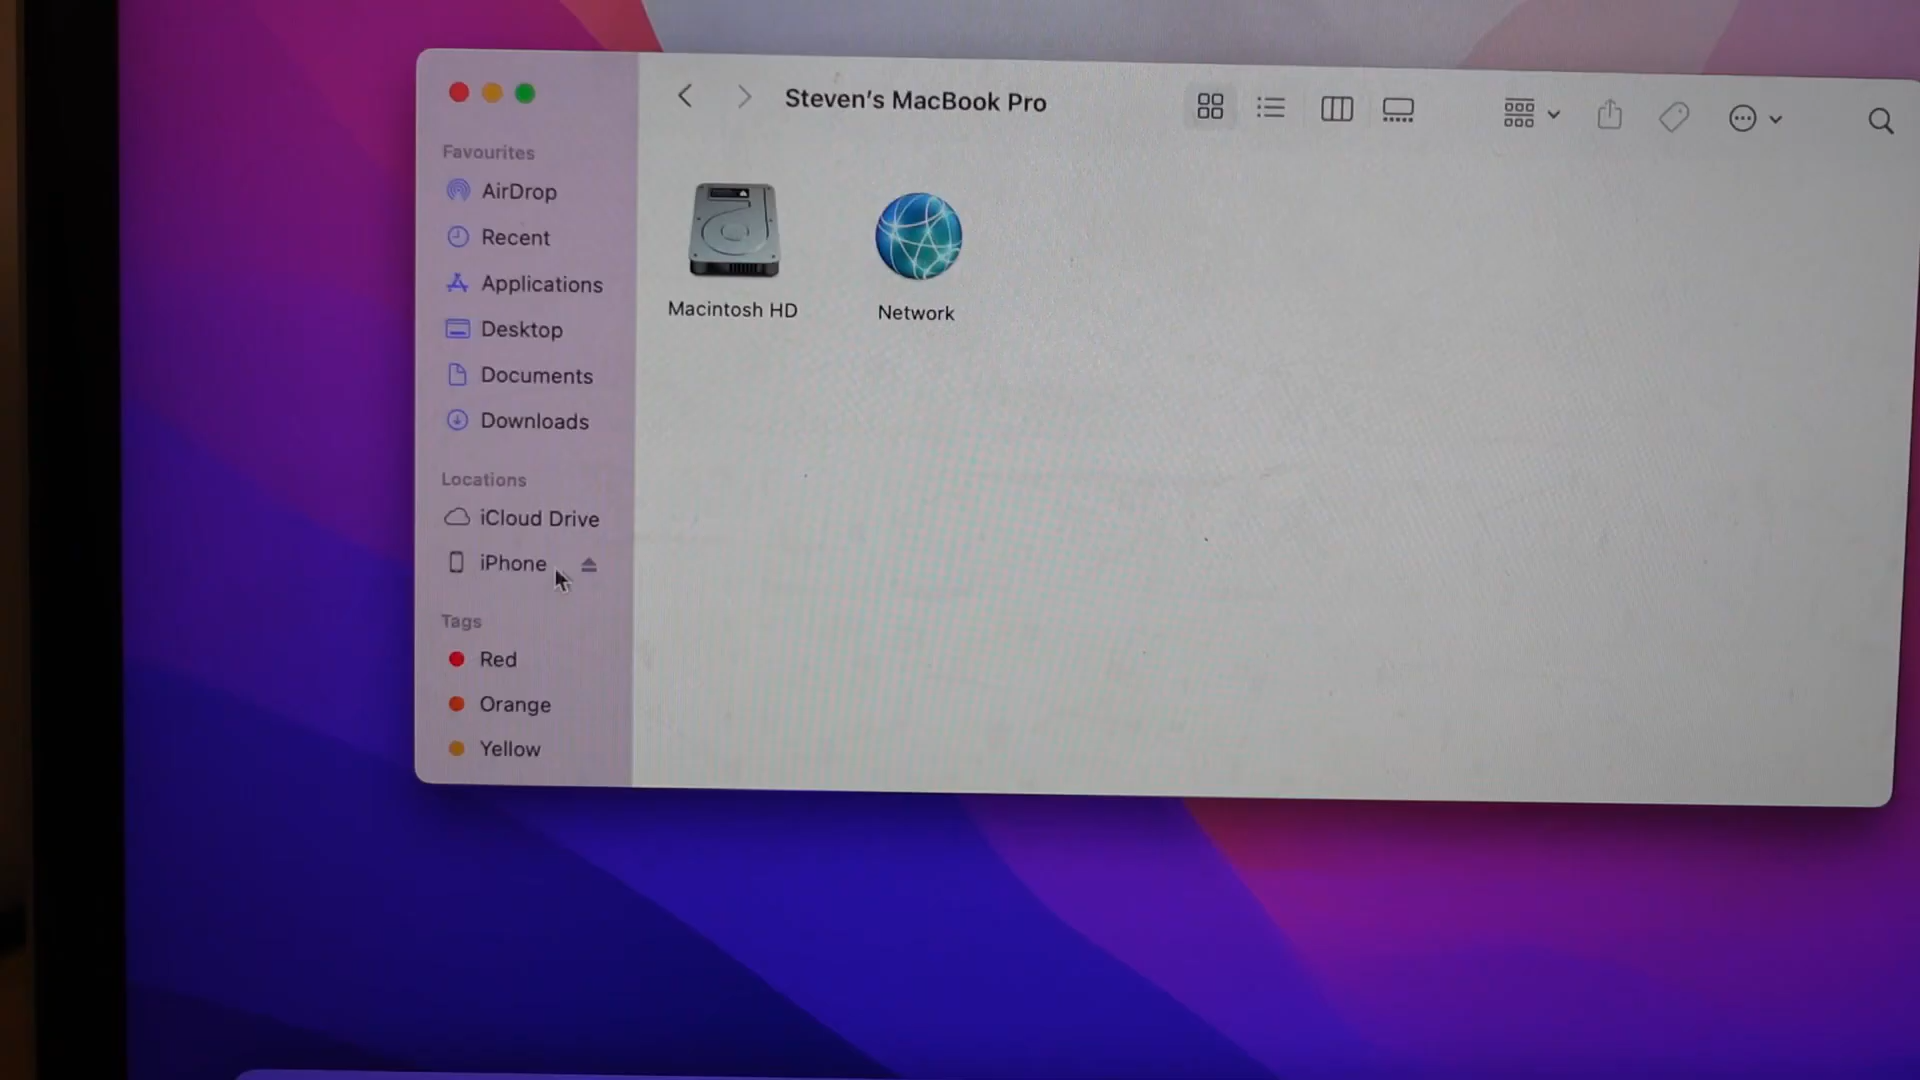 Steven's MacBook Pro
Favourites
AirDrop
Recent
Applications
Desktop
Documents
Downloads
Locations
iCloud Drive
iPhone
Tags
Red
Orange
Yellow
Macintosh HD
Network